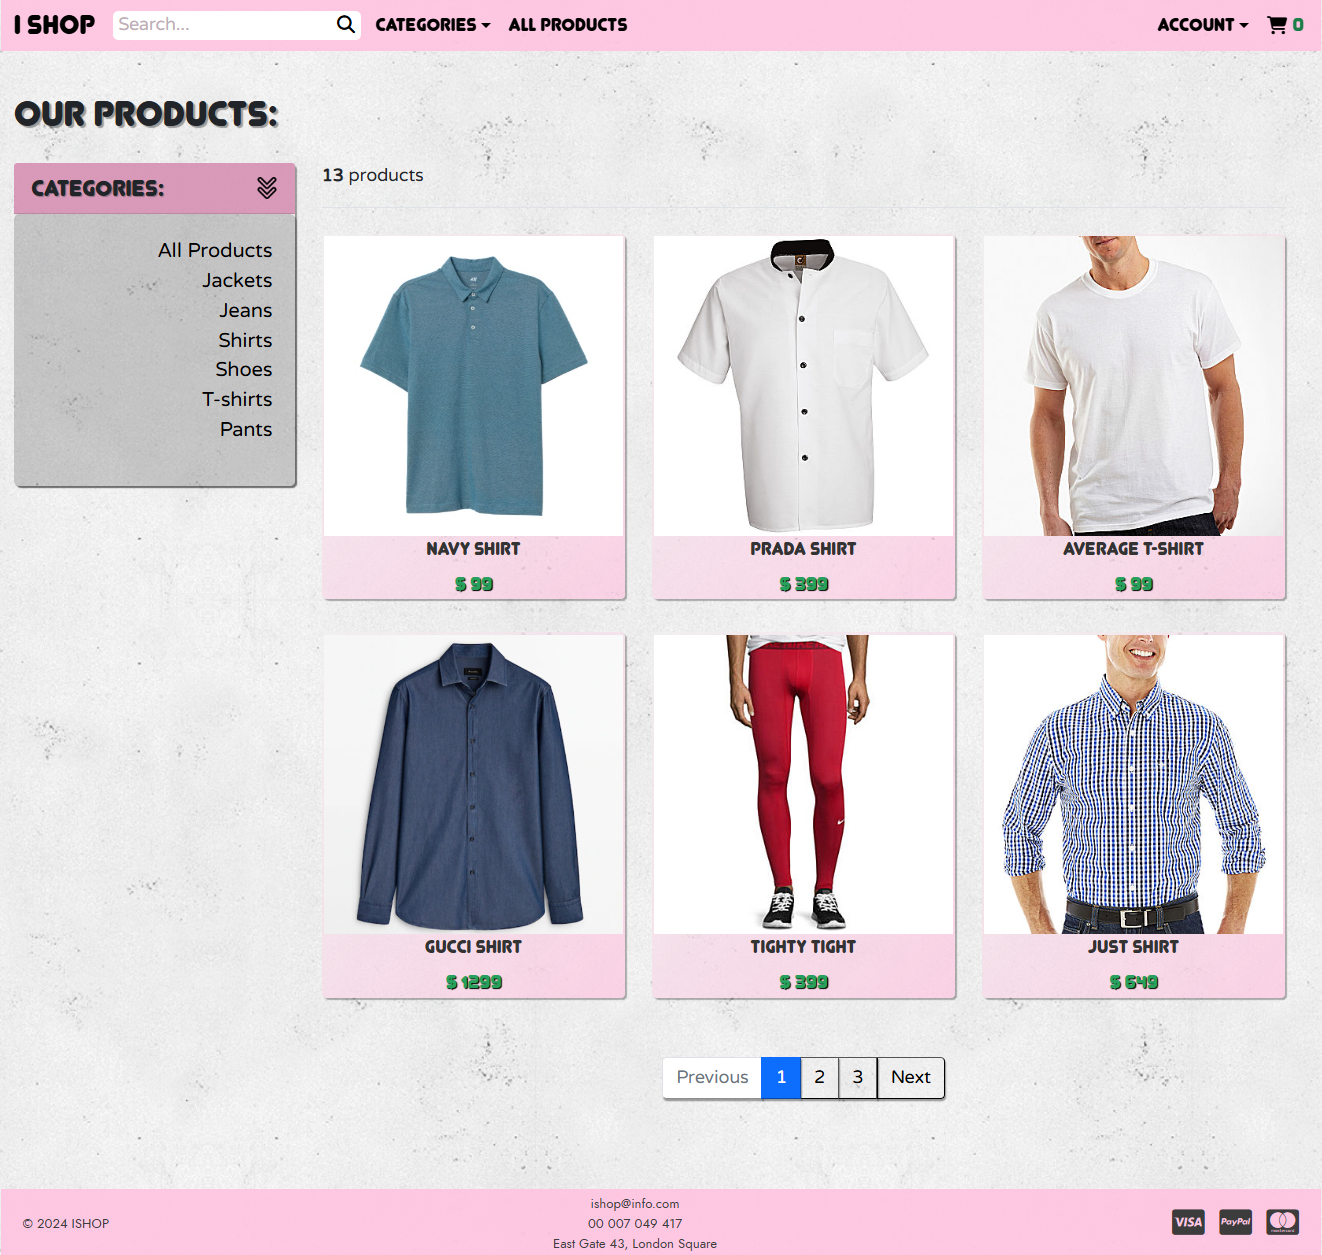 I SHOP
Search...
CATEGORIES
ALL PRODUCTS
ACCOUNT
0
OUR PRODUCTS:
CATEGORIES:
All Products
Jackets
Jeans
Shirts
Shoes
T-shirts
Pants
13 products
NAVY SHIRT
$ 99
PRADA SHIRT
$ 399
AVERAGE T-SHIRT
$ 99
GUCCI SHIRT
$ 1299
TIGHTY TIGHT
$ 399
JUST SHIRT
$ 649
Previous 1 2 3 Next
© 2024 ISHOP
ishop@info.com
00 007 049 417
East Gate 43, London Square
VISA
PayPal
mastercard